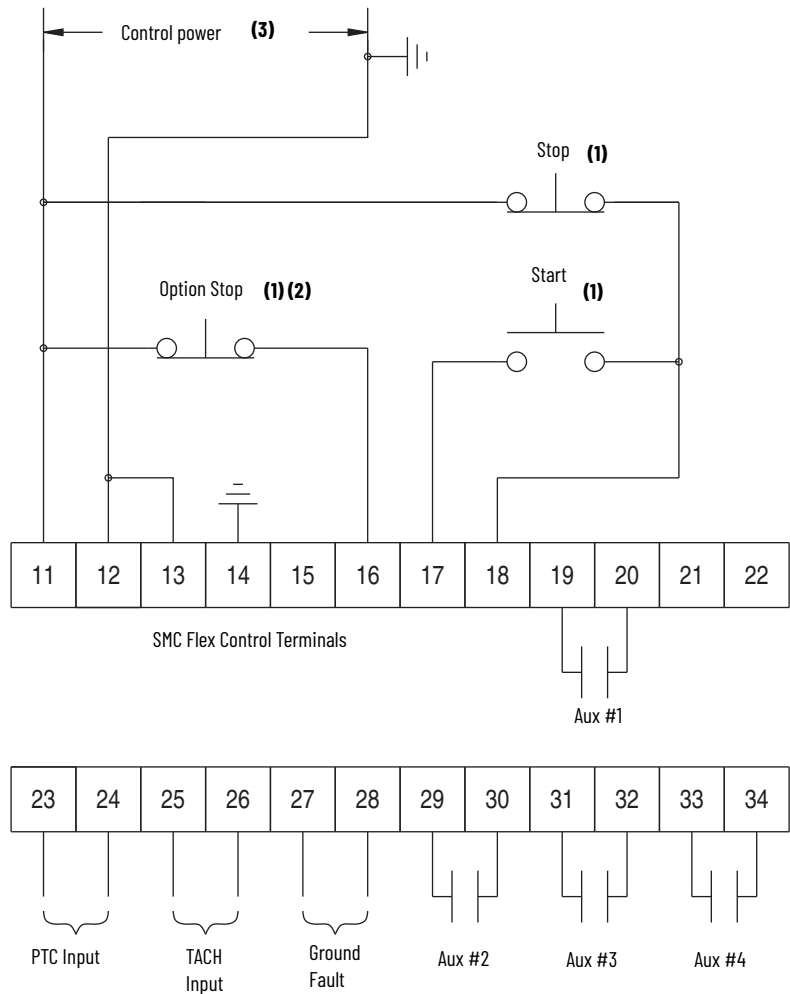 Control power (3)
Stop (1)
Start (1)
Option Stop (1)(2)
11 12 13 14 15 16 17 18 19 20 21 22
SMC Flex Control Terminals
Aux #1
23 24 25 26 27 28 29 30 31 32 33 34
PTC Input
TACH
Input
Ground
Fault
Aux #2
Aux #3
Aux #4